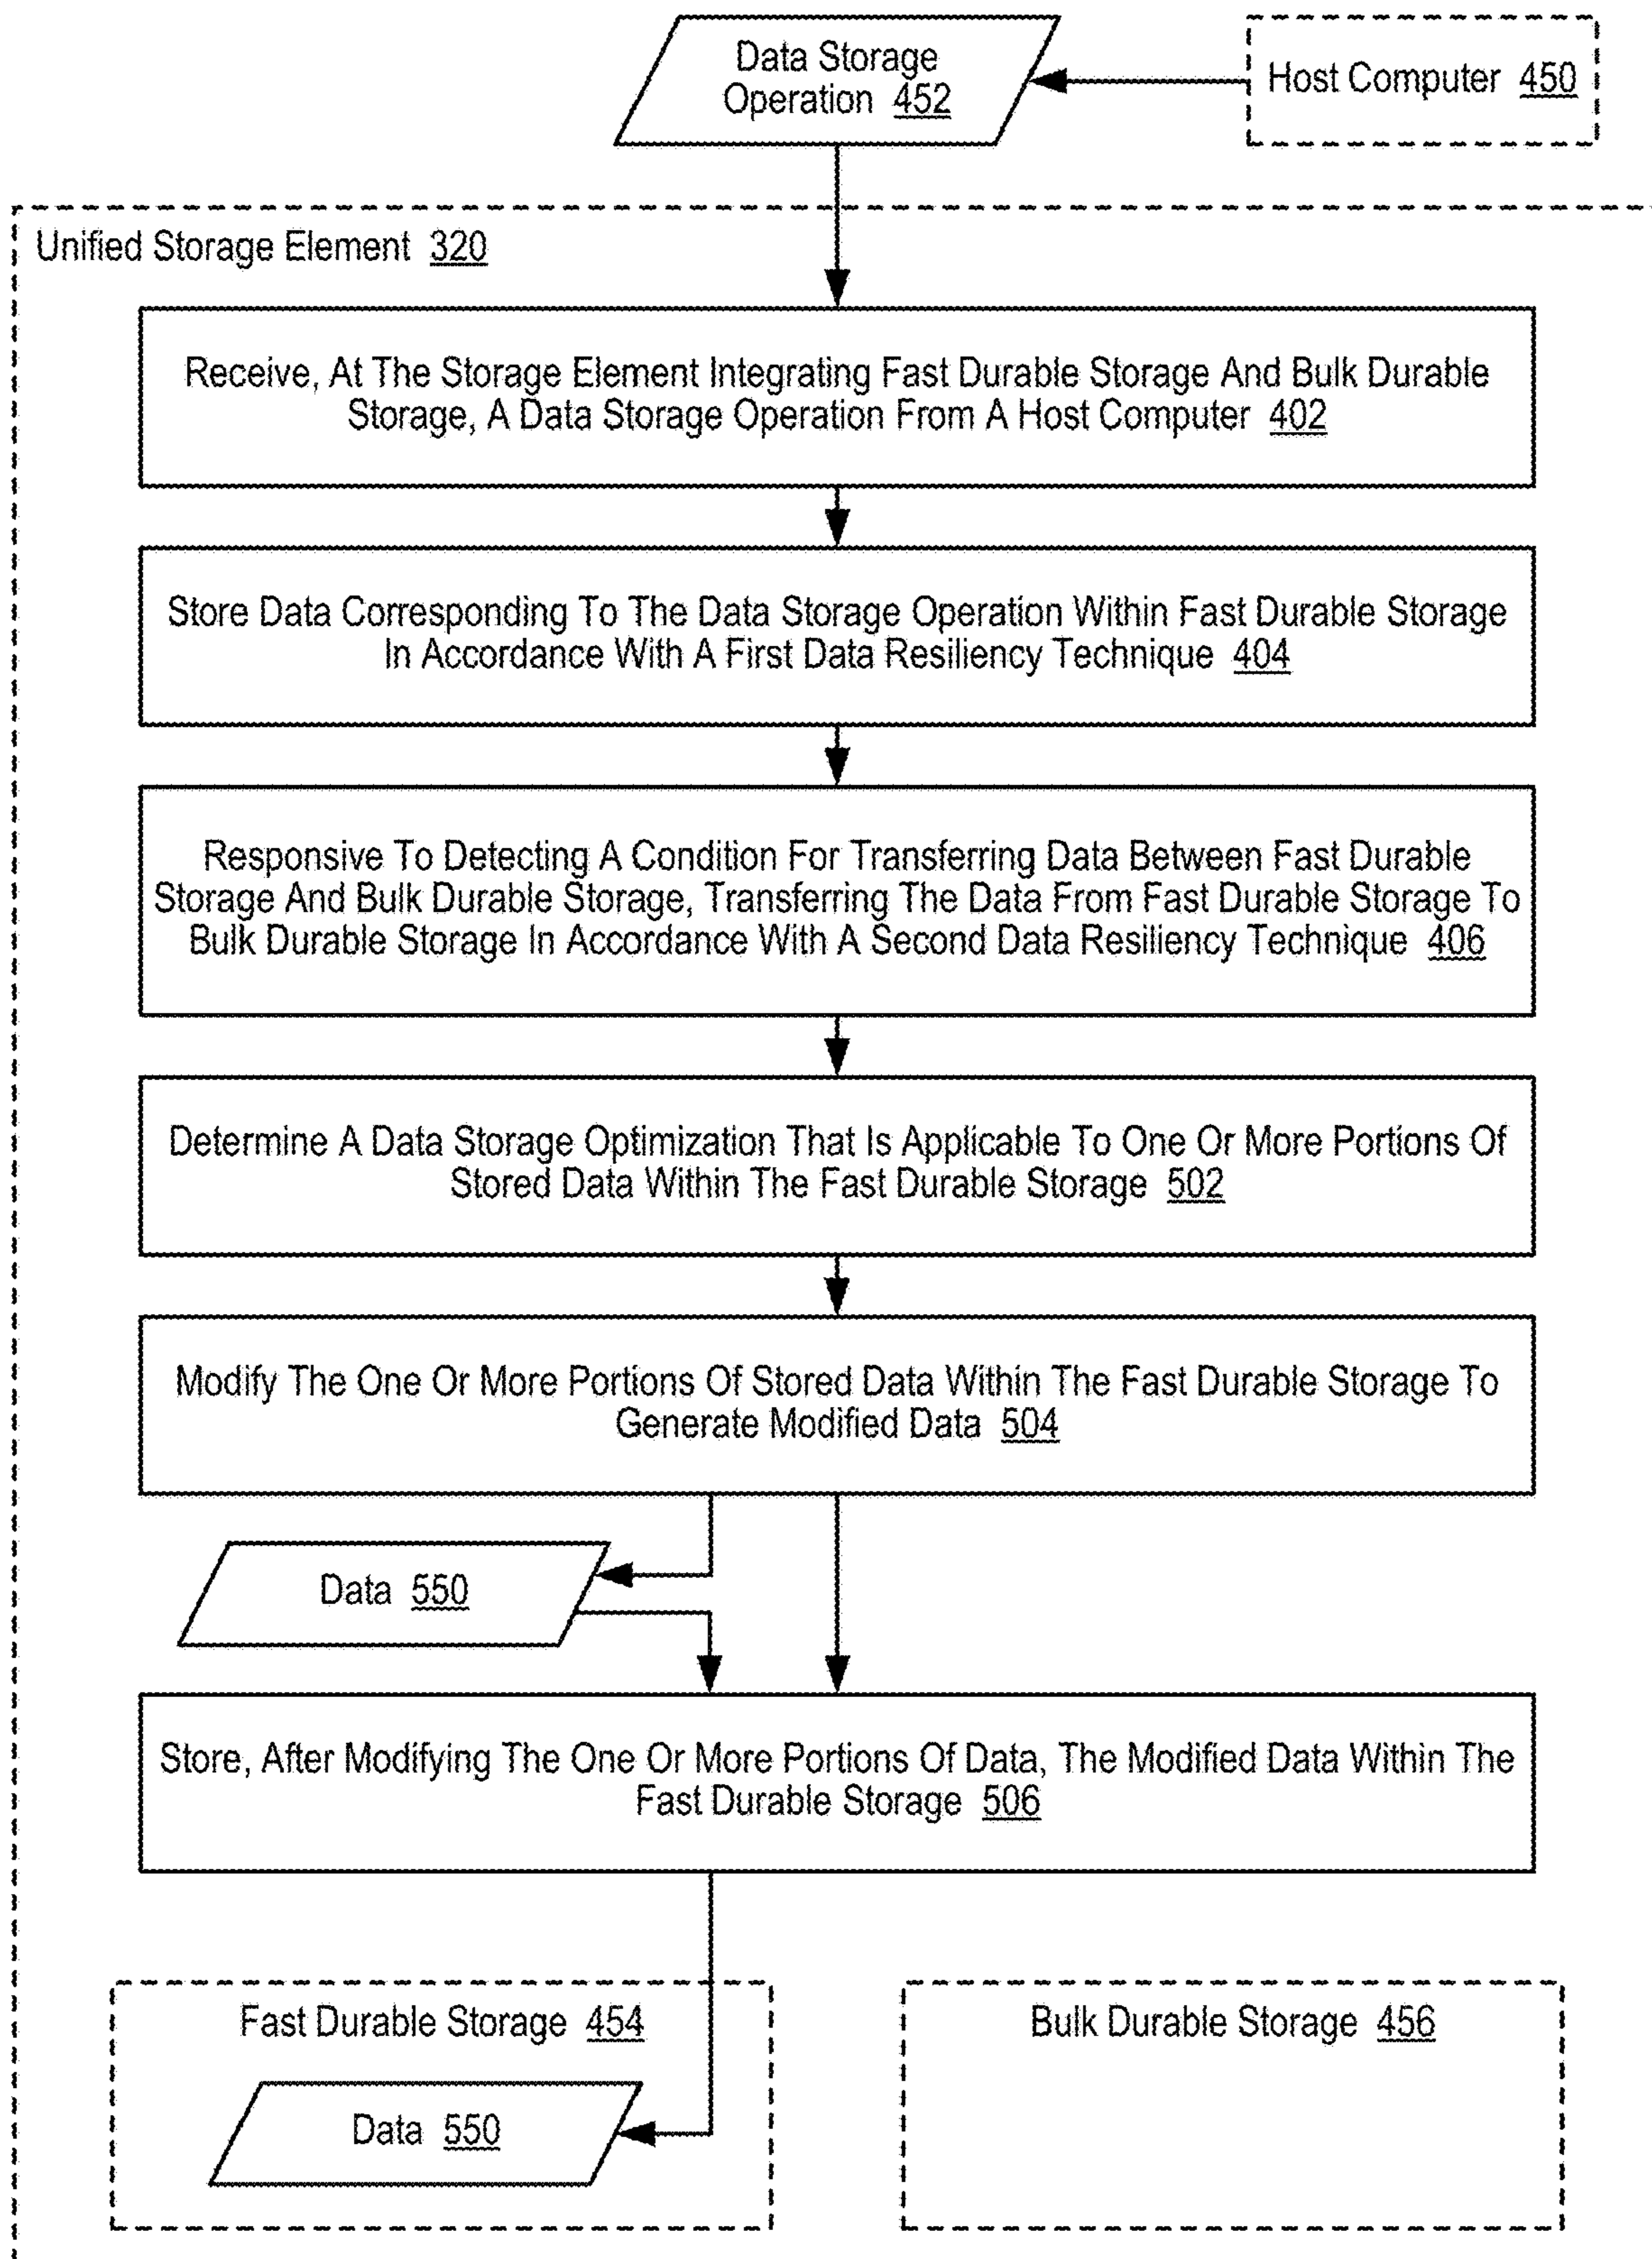 Data Storage
Operation 452
Host Computer 450
Unified Storage Element 320
Receive, At The Storage Element Integrating Fast Durable Storage And Bulk Durable
Storage, A Data Storage Operation From A Host Computer 402
Store Data Corresponding To The Data Storage Operation Within Fast Durable Storage
In Accordance With A First Data Resiliency Technique 404
Responsive To Detecting A Condition For Transferring Data Between Fast Durable
Storage And Bulk Durable Storage, Transferring The Data From Fast Durable Storage To
Bulk Durable Storage In Accordance With A Second Data Resiliency Technique 406
Determine A Data Storage Optimization That Is Applicable To One Or More Portions Of
Stored Data Within The Fast Durable Storage 502
Modify The One Or More Portions Of Stored Data Within The Fast Durable Storage To
Generate Modified Data 504
Data 550
Store, After Modifying The One Or More Portions Of Data, The Modified Data Within The
Fast Durable Storage 506
Fast Durable Storage 454
Bulk Durable Storage 456
Data 550